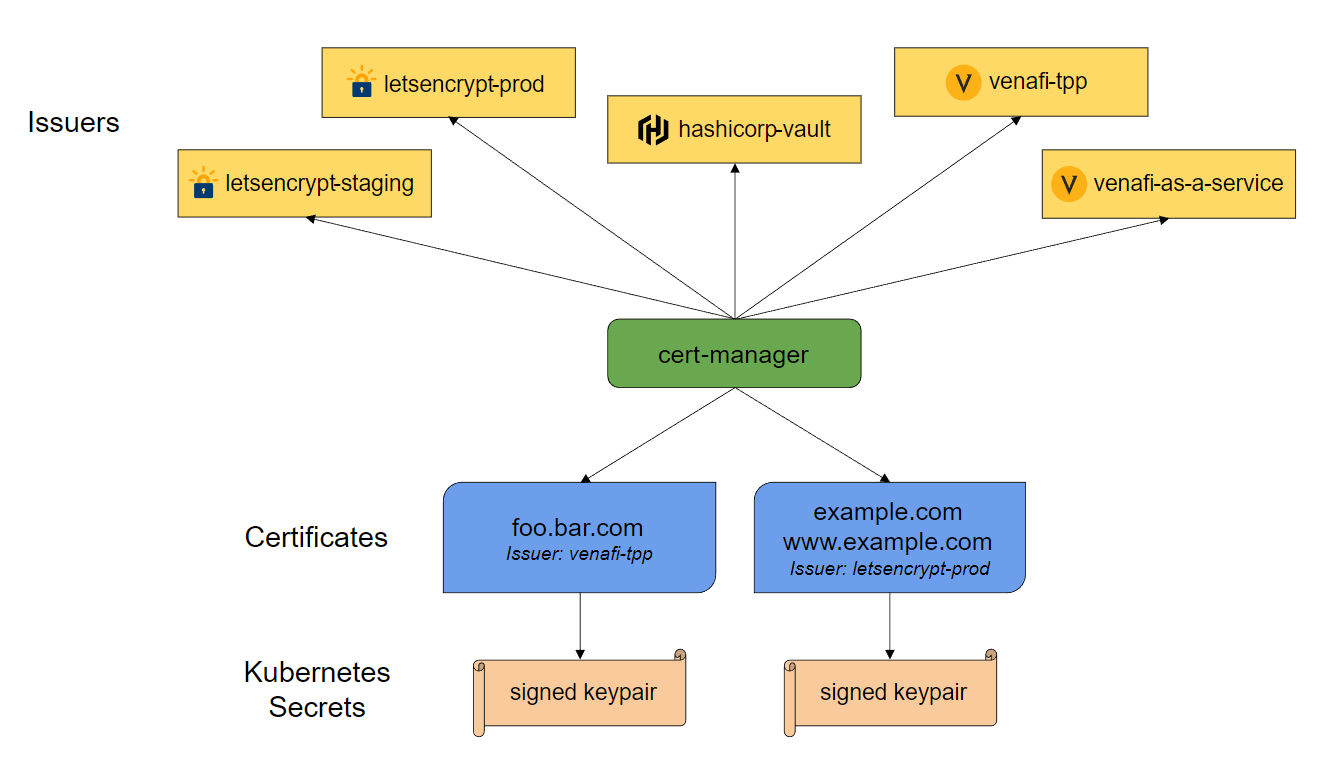 Issuers
letsencrypt-prod
letsencrypt-staging
hashicorp-vault
venafi-tpp
venafi-as-a-service
cert-manager
Certificates
foo.bar.com
Issuer: venafi-tpp
example.com
www.example.com
Issuer: letsencrypt-prod
Kubernetes
Secrets
signed keypair
signed keypair